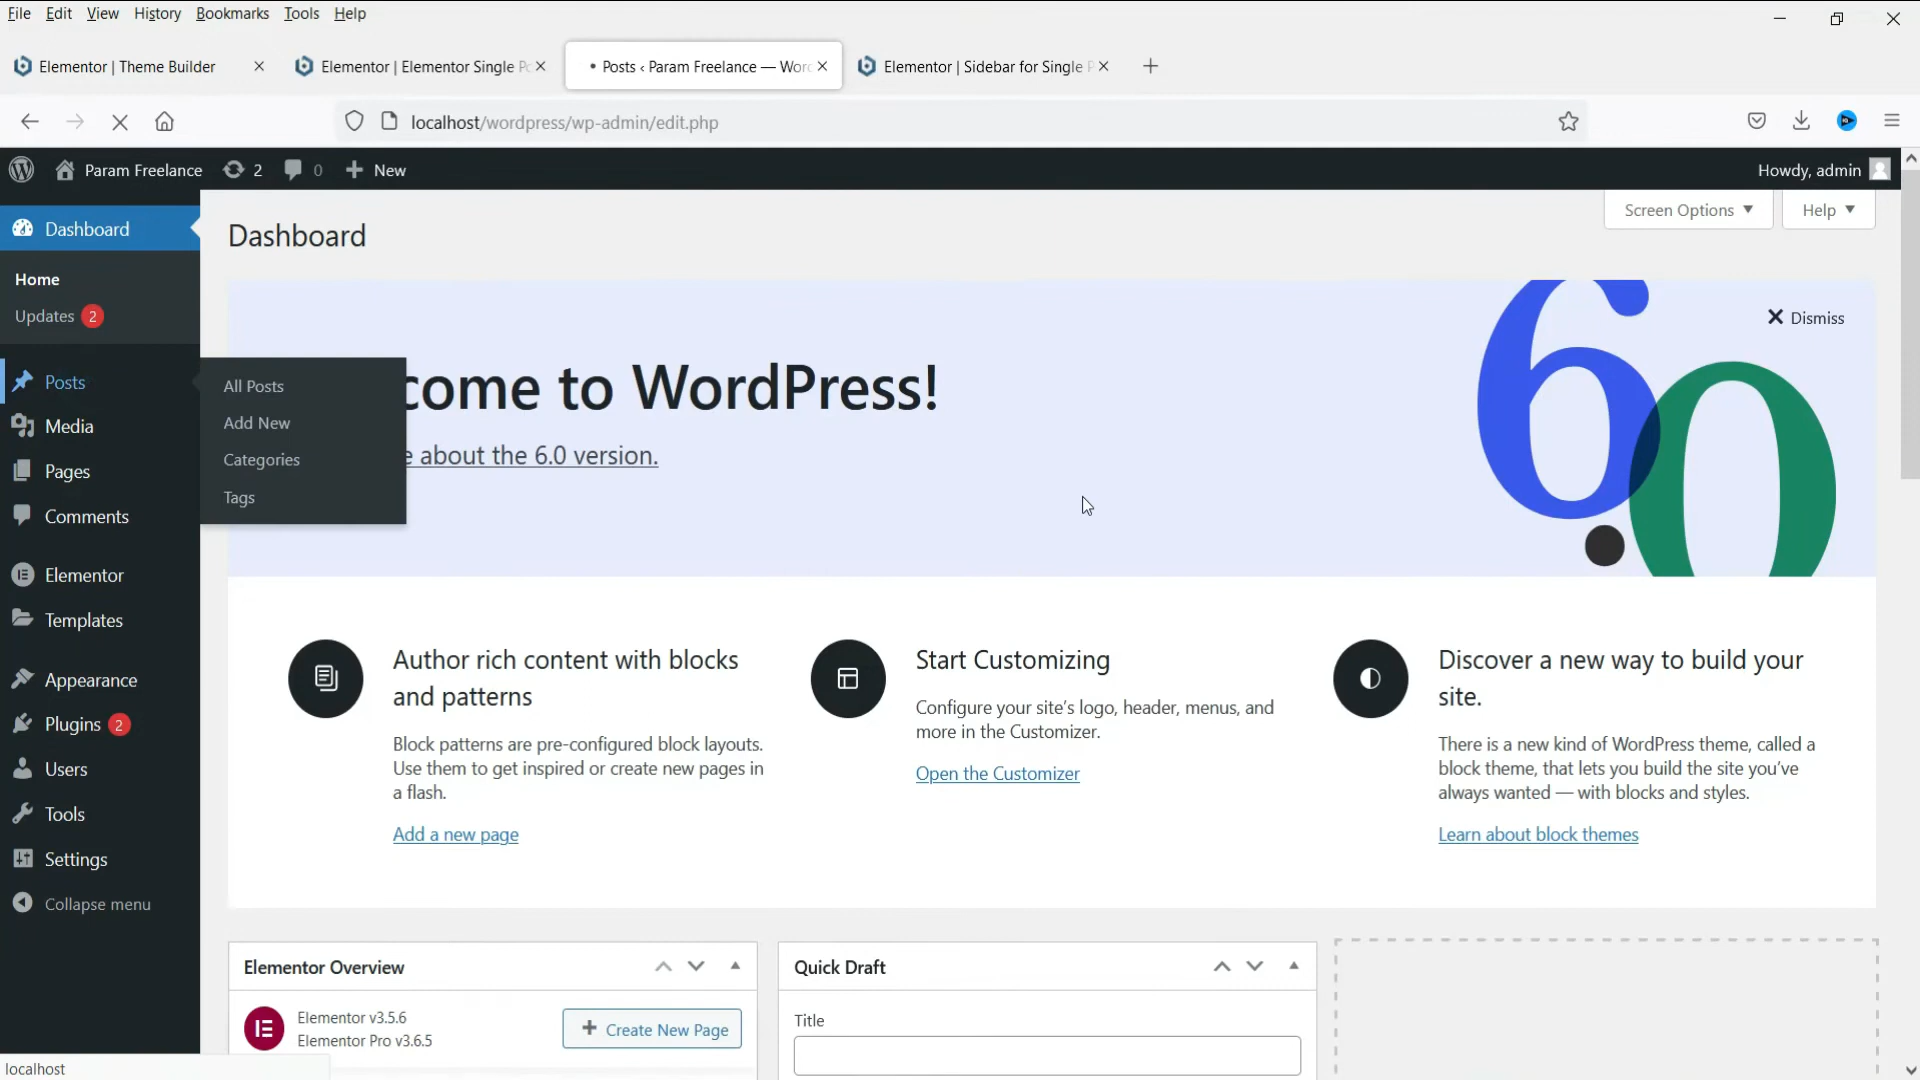 File Edit View History Bookmarks Tools Help
Elementor | Theme Builder
Elementor | Elementor Single Po
• Posts ‹ Param Freelance — Wor
Elementor | Sidebar for Single P
localhost/wordpress/wp-admin/edit.php
Param Freelance 2 0 + New
Howdy, admin
Dashboard
Home
Updates 2
Posts
Media
Pages
Comments
Elementor
Templates
Appearance
Plugins 2
Users
Tools
Settings
Collapse menu
All Posts
Add New
Categories
Tags
Screen Options
Help
Dashboard
Dismiss
come to WordPress!
e about the 6.0 version.
6.0
Author rich content with blocks
and patterns
Block patterns are pre-configured block layouts.
Use them to get inspired or create new pages in
a flash.
Add a new page
Start Customizing
Configure your site's logo, header, menus, and
more in the Customizer.
Open the Customizer
Discover a new way to build your
site.
There is a new kind of WordPress theme, called a
block theme, that lets you build the site you've
always wanted — with blocks and styles.
Learn about block themes
Elementor Overview
Elementor v3.5.6
Elementor Pro v3.6.5
+ Create New Page
Quick Draft
Title
localhost